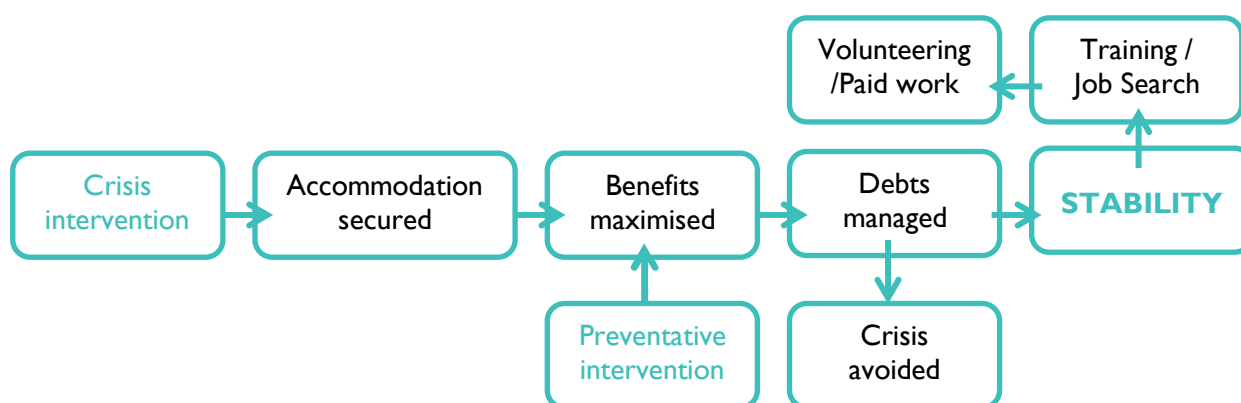 Volunteering
/Paid work
Training /
Job Search
Crisis
intervention
Accommodation
secured
Benefits
maximised
Debts
managed
STABILITY
Preventative
intervention
Crisis
avoided